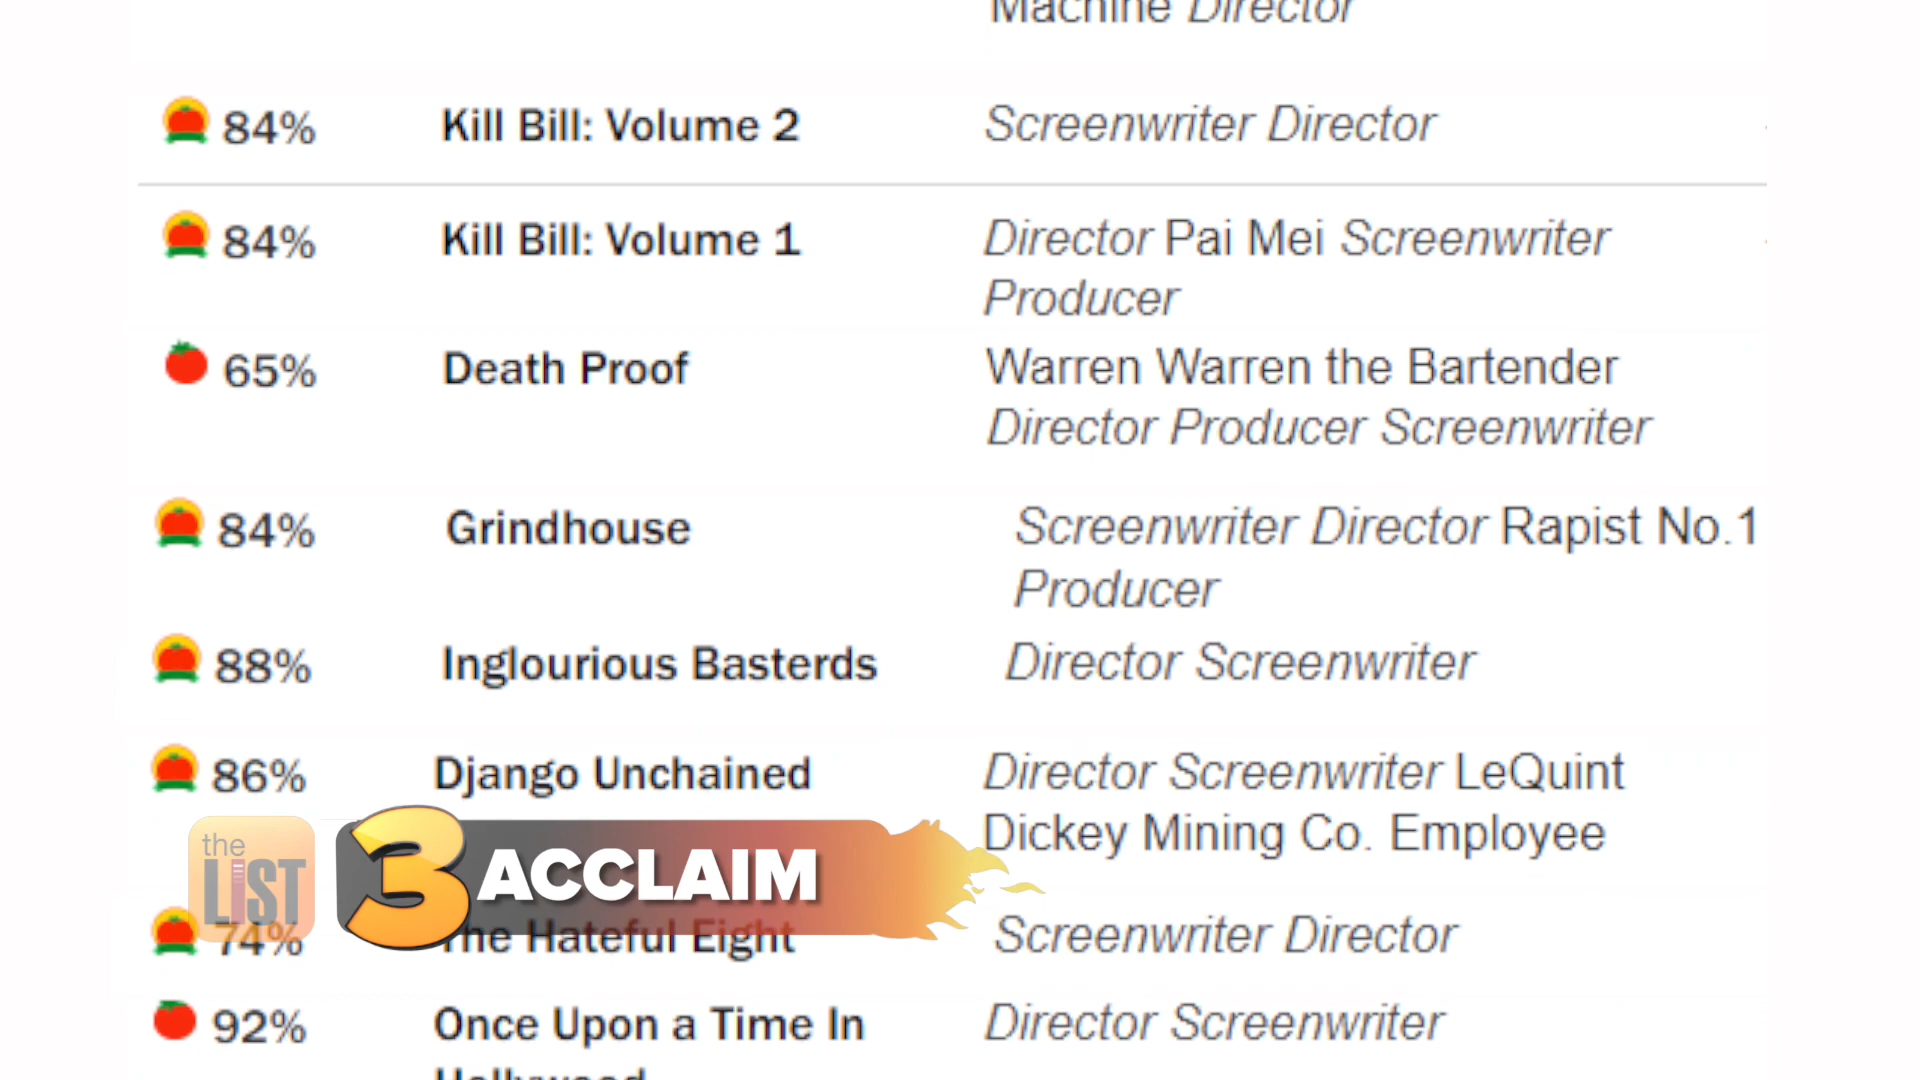 Machine Director
84% Kill Bill: Volume 2 Screenwriter Director
84% Kill Bill: Volume 1 Director Pai Mei Screenwriter
Producer
65% Death Proof Warren Warren the Bartender
Director Producer Screenwriter
84% Grindhouse Screenwriter Director Rapist No.1
Producer
88% Inglourious Basterds Director Screenwriter
86% Django Unchained Director Screenwriter LeQuint
Dickey Mining Co. Employee
the
LIST
3 ACCLAIM
74% The Hateful Eight Screenwriter Director
92% Once Upon a Time In Director Screenwriter
Hollywood